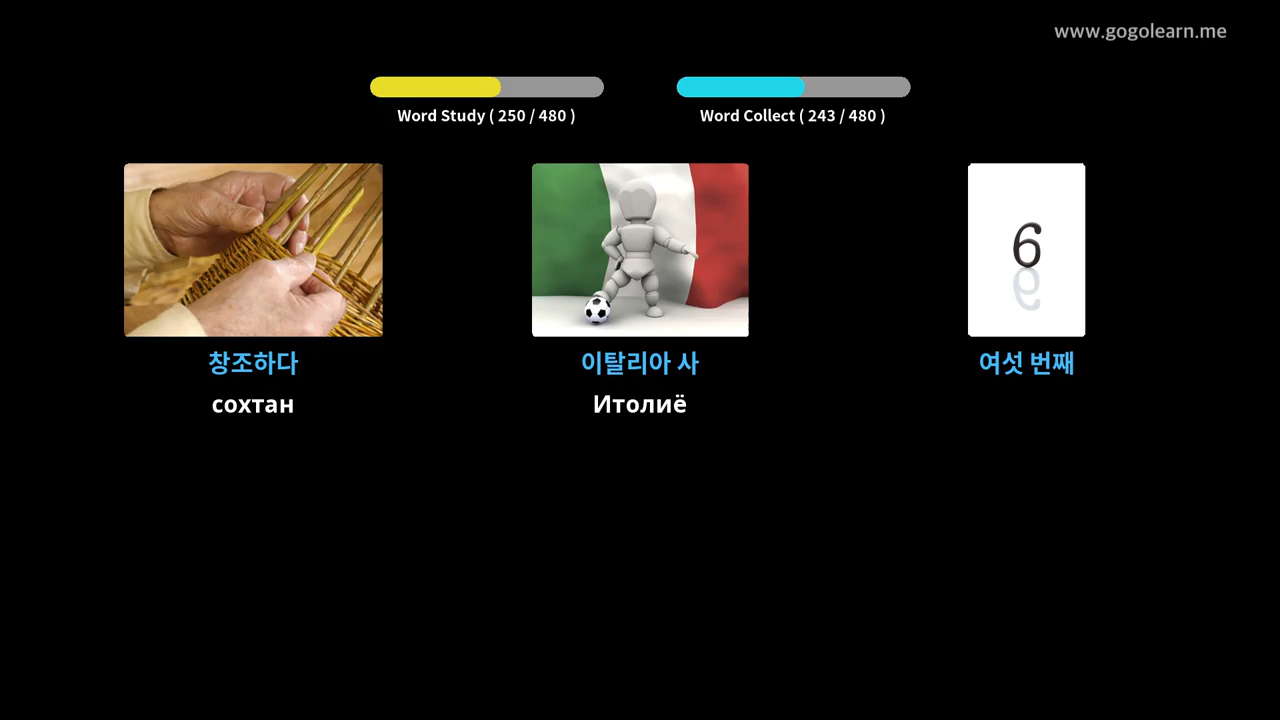 www.gogolearn.me
Word Study ( 250 / 480 )
Word Collect ( 243 / 480 )
6
창조하다
이탈리아 사
여섯 번째
сохтан
Итолиё